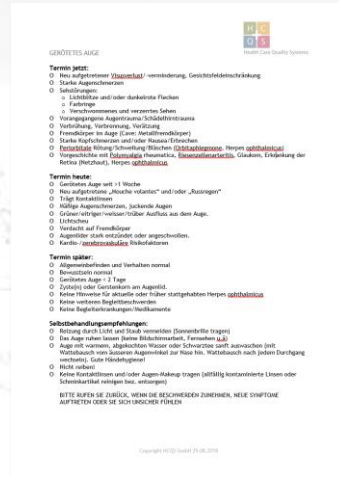 H C
Q S
Health Care Quality Systems
GERÖTETES AUGE
Termin jetzt:
O Neu aufgetretener Visusverlust/-verminderung, Gesichtsfeldeinschränkung
O Starke Augenschmerzen
O Sehstörungen:
o Lichtblitze und/oder dunkelrote Flecken
o Farbringe
o Verschwommenes und verzerrtes Sehen
O Vorangegangene Augentrauma/Schädelhirntrauma
O Verbrühung, Verbrennung, Verätzung
O Fremdkörper im Auge (Cave: Metallfremdkörper)
O Starke Kopfschmerzen und/oder Nausea/Erbrechen
O Periorbitale Rötung/Schwellung/Bläschen (Orbitaphlegmone, Herpes ophthalmicus)
O Vorgeschichte mit Polymyalgia rheumatica, Riesenzellarteriitis, Glaukom, Erkrankung der
Retina (Netzhaut), Herpes ophthalmicus
Termin heute:
O Gerötetes Auge seit >1 Woche
O Neu aufgetretene „Mouche volantes“ und/oder „Russregen“
O Trägt Kontaktlinsen
O Mäßige Augenschmerzen, juckende Augen
O Grüner/eitriger/weisser/trüber Ausfluss aus dem Auge.
O Lichtscheu
O Verdacht auf Fremdkörper
O Augenlider stark entzündet oder angeschwollen.
O Kardio-/zerebrovaskuläre Risikofaktoren
Termin später:
O Allgemeinbefinden und Verhalten normal
O Bewusstsein normal
O Gerötetes Auge < 2 Tage
O Zyste(n) oder Gerstenkorn am Augenlid.
O Keine Hinweise für aktuelle oder früher stattgehabten Herpes ophthalmicus
O Keine weiteren Begleitbeschwerden
O Keine Begleiterkrankungen/Medikamente
Selbstbehandlungsempfehlungen:
O Reizung durch Licht und Staub vermeiden (Sonnenbrille tragen)
O Das Auge ruhen lassen (keine Bildschirmarbeit, Fernsehen u.ä)
O Auge mit warmem, abgekochten Wasser oder Schwarztee sanft auswaschen (mit
Wattebausch vom äusseren Augenwinkel zur Nase hin. Wattebausch nach jedem Durchgang
wechseln). Gute Händehygiene!
O Nicht reiben!
O Keine Kontaktlinsen und/oder Augen-Makeup tragen (allfällig kontaminierte Linsen oder
Schminkartikel reinigen bez. entsorgen)
BITTE RUFEN SIE ZURÜCK, WENN DIE BESCHWERDEN ZUNEHMEN, NEUE SYMPTOME
AUFTRETEN ODER SIE SICH UNSICHER FÜHLEN
Copyright HCQS GmbH 29.08.2018